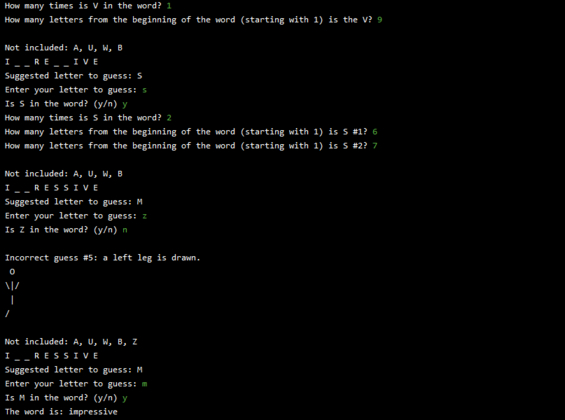 How many times is V in the word? 1
How many letters from the beginning of the word (starting with 1) is the V? 9
Not included: A, U, W, B
I _ _ R E _ _ I V E
Suggested letter to guess: S
Enter your letter to guess: s
Is S in the word? (y/n) y
How many times is S in the word? 2
How many letters from the beginning of the word (starting with 1) is S #1? 6
How many letters from the beginning of the word (starting with 1) is S #2? 7
Not included: A, U, W, B
I _ _ R E S S I V E
Suggested letter to guess: M
Enter your letter to guess: z
Is Z in the word? (y/n) n
Incorrect guess #5: a left leg is drawn.
 O
\|/
 |
/
Not included: A, U, W, B, Z
I _ _ R E S S I V E
Suggested letter to guess: M
Enter your letter to guess: m
Is M in the word? (y/n) y
The word is: impressive